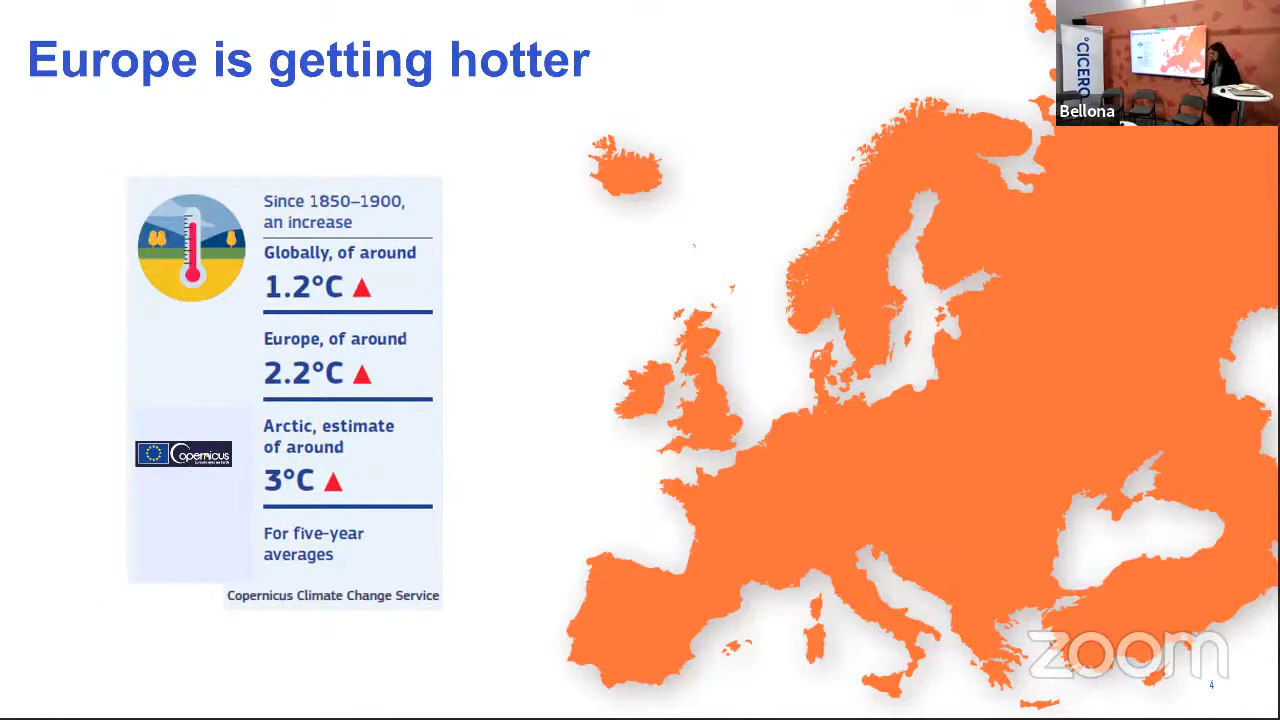 Europe is getting hotter
°CICERO
Bellona
Since 1850–1900,
an increase
Globally, of around
1.2°C
Europe, of around
2.2°C
Arctic, estimate
of around
3°C
For five-year
averages
Copernicus
Copernicus Climate Change Service
zoom
4